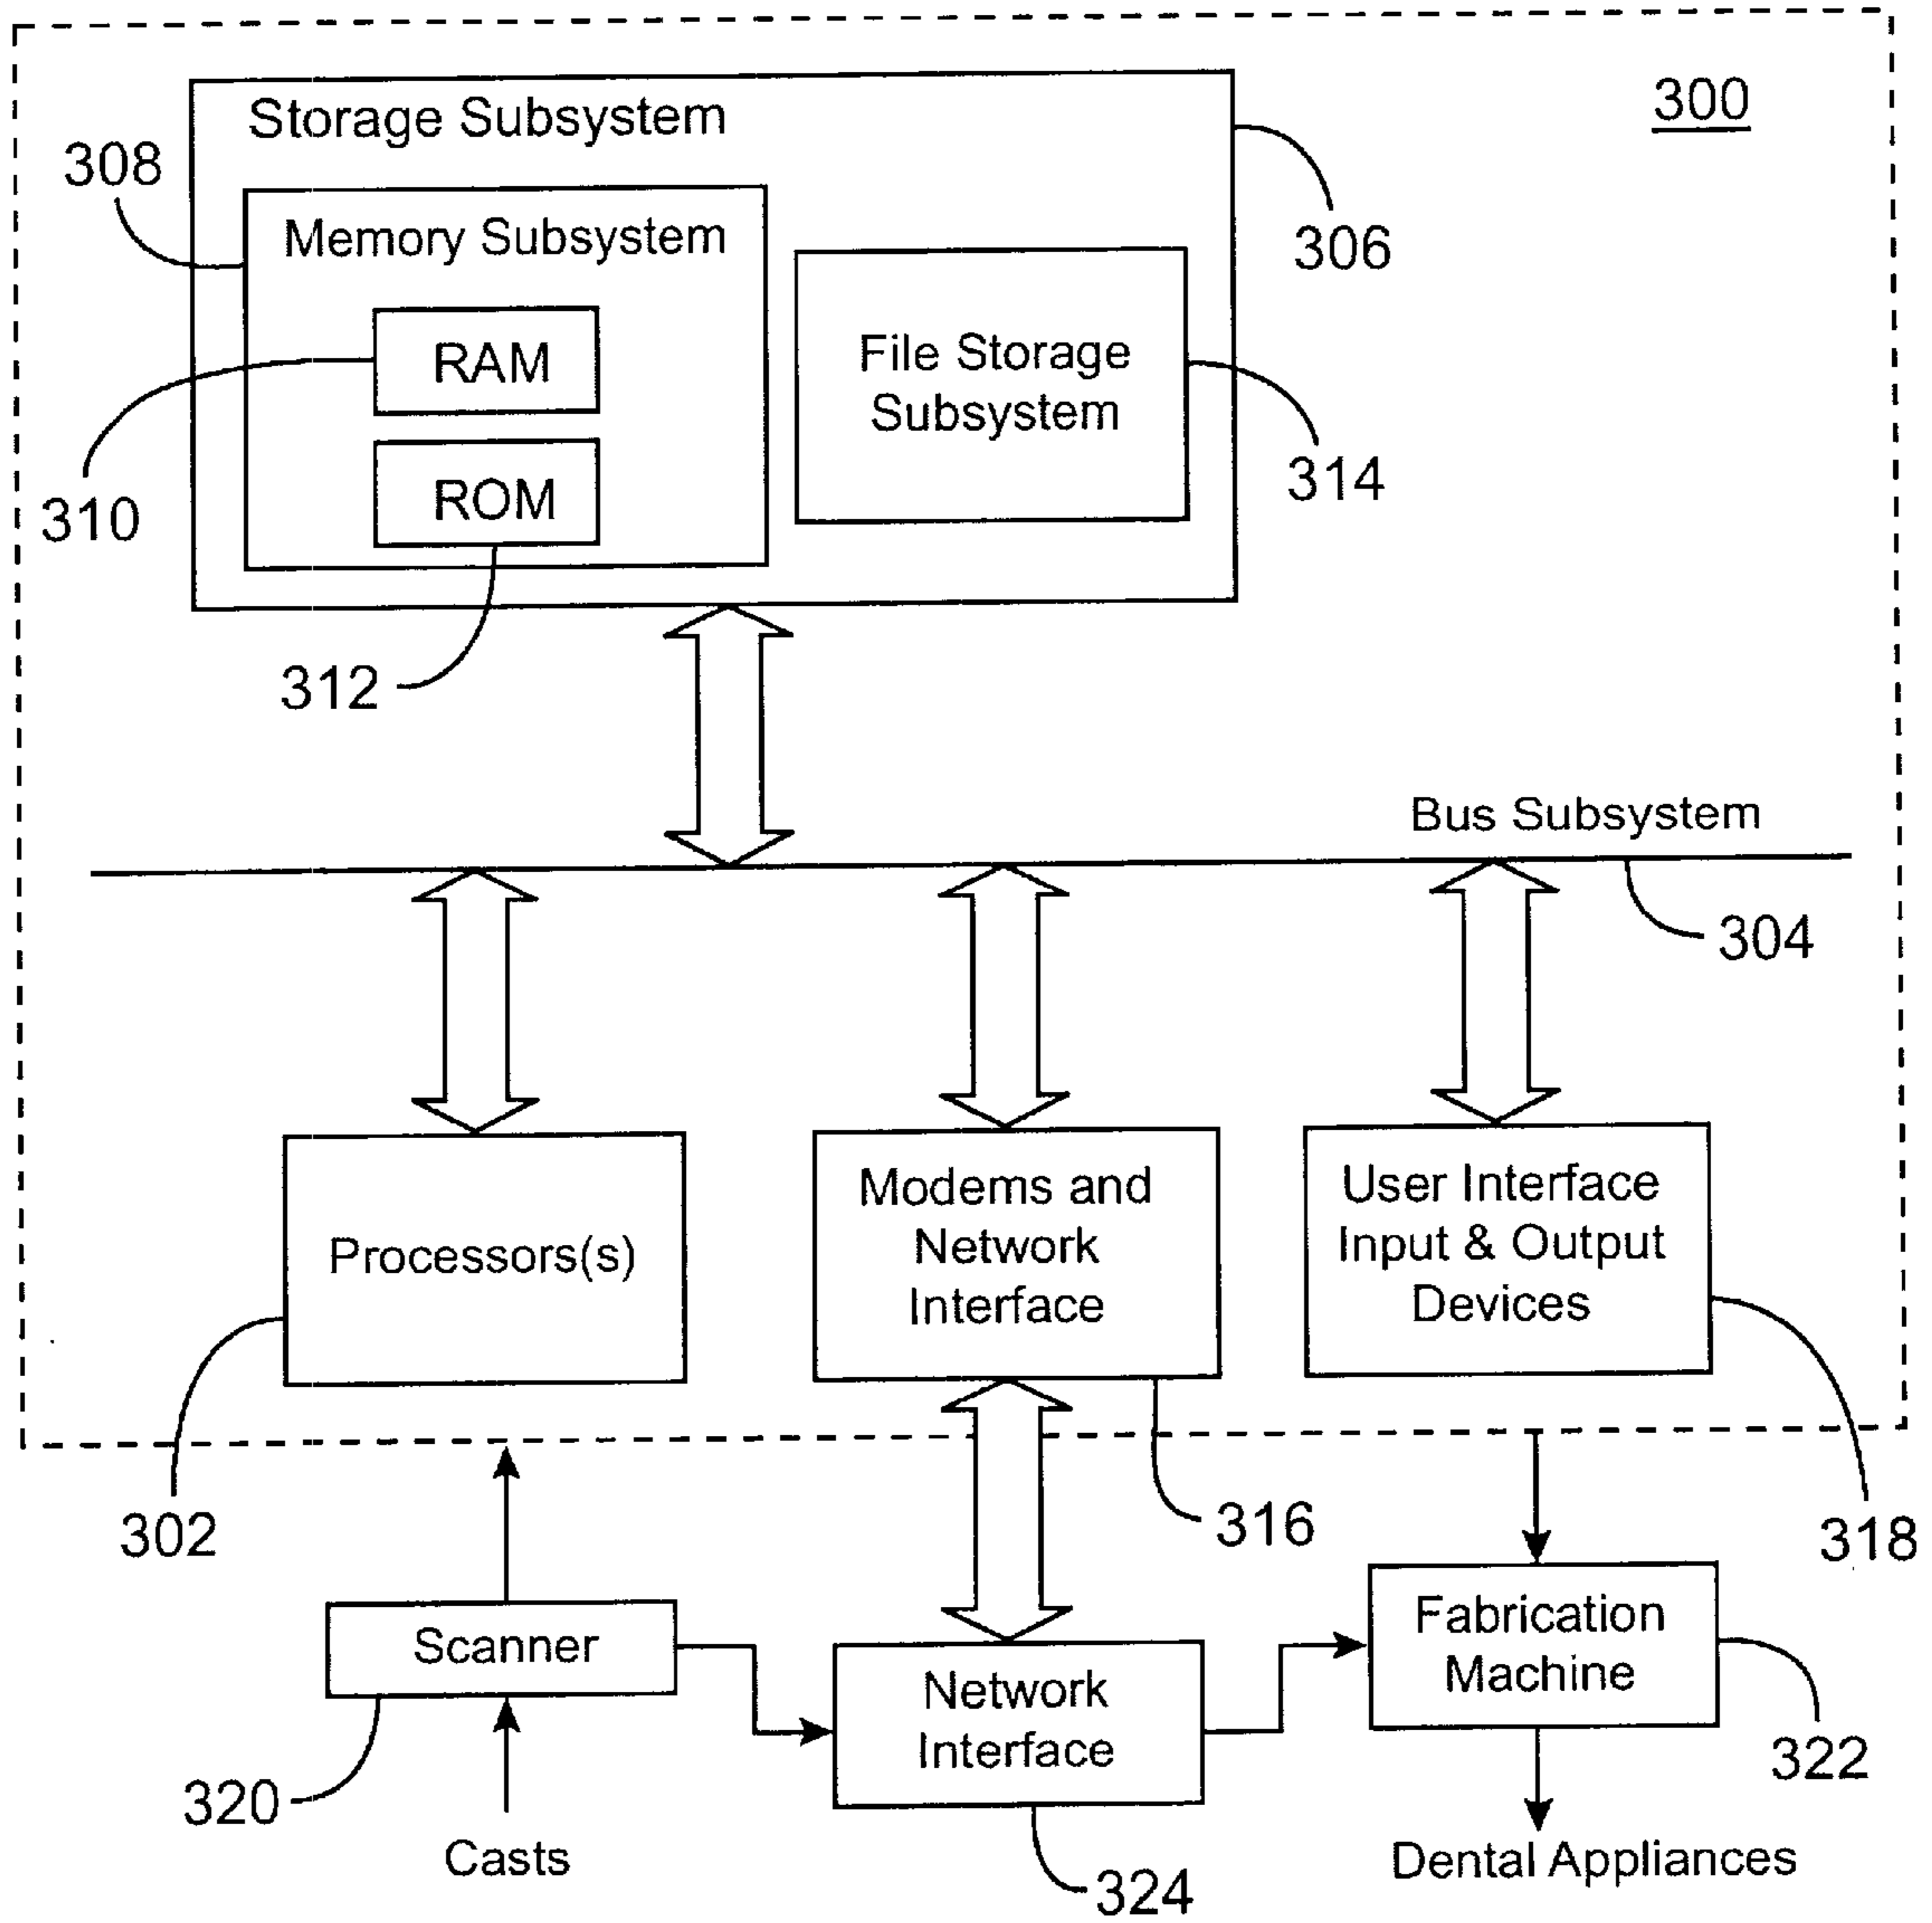 300
Storage Subsystem
308
Memory Subsystem
306
RAM
File Storage
Subsystem
314
ROM
310
312
Bus Subsystem
304
Processors(s)
Modems and
Network
Interface
User Interface
Input & Output
Devices
302
316
318
Scanner
Fabrication
Machine
Network
Interface
320
322
Casts
324
Dental Appliances